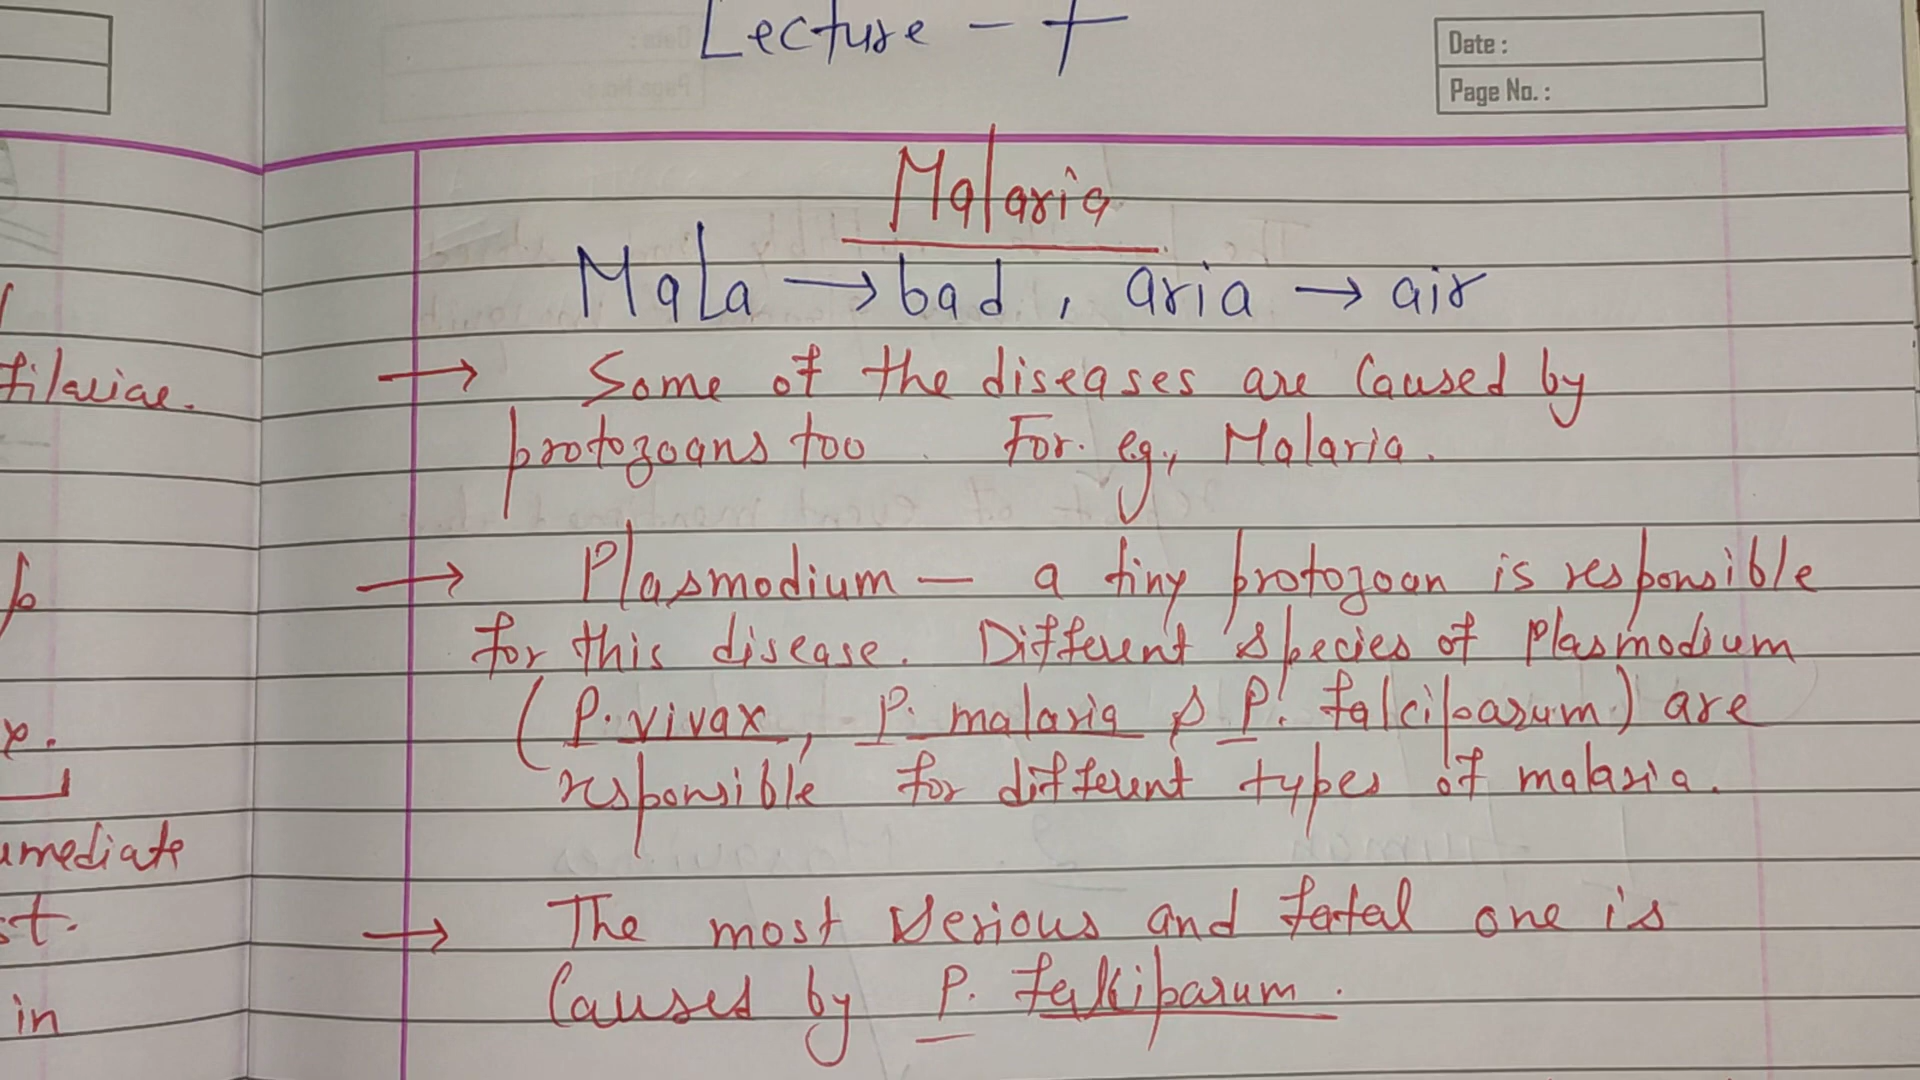 Lecture - 7
Date :
Page No. :
Malaria
Mala → bad , aria → air
→ Some of the diseases are caused by
protozoans too . For. eg., Malaria.
→ Plasmodium — a tiny protozoan is responsible
for this disease. Different species of Plasmodium
(P. vivax, P. malaria & P. falciparum) are
responsible for different types of malaria.
→ The most serious and fatal one is
Caused by P. falciparum.
filariae.
p
umediate
st.
in